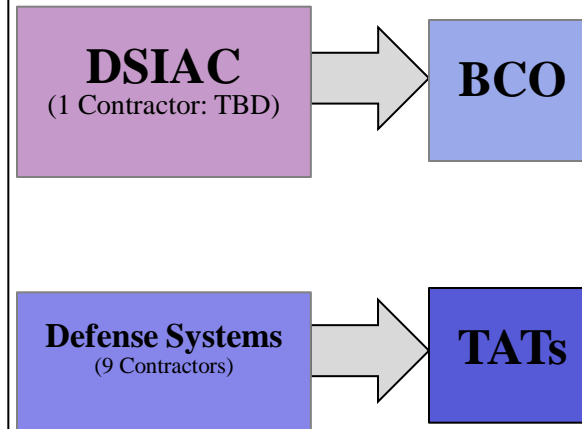 DSIAC
(1 Contractor: TBD)
BCO
Defense Systems
(9 Contractors)
TATs